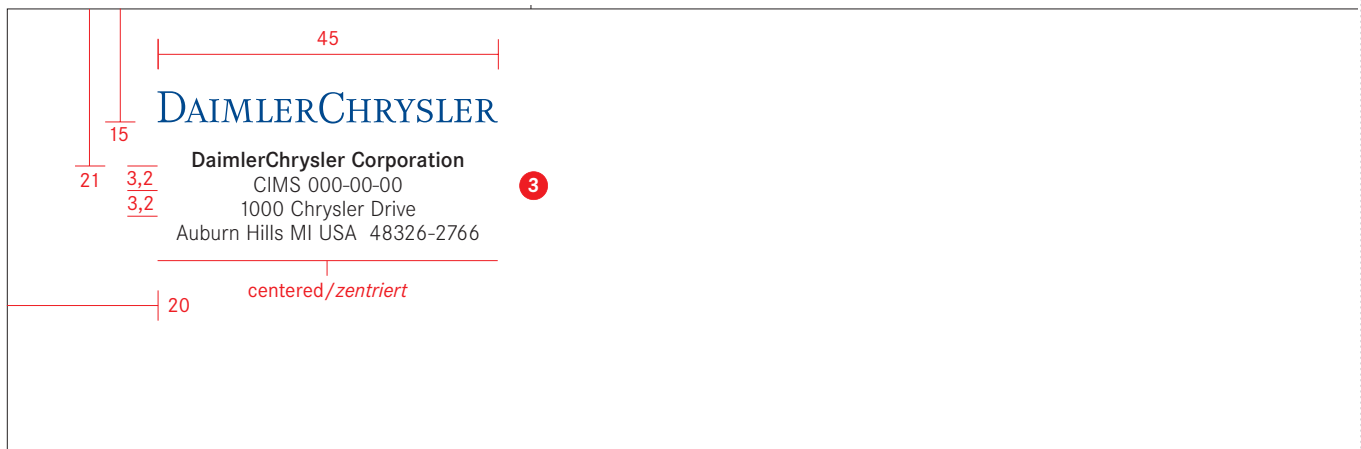 45
DAIMLERCHRYSLER
15
DaimlerChrysler Corporation
21
3,2
CIMS 000-00-00
3
3,2
1000 Chrysler Drive
Auburn Hills MI USA 48326-2766
centered/zentriert
20